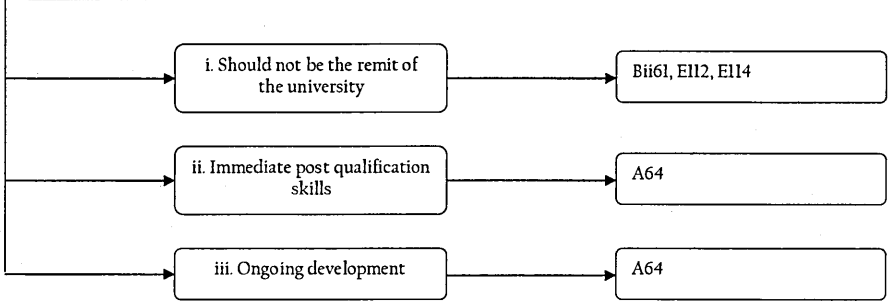 i. Should not be the remit of
the university
Bii61, E112, E114
ii. Immediate post qualification
skills
A64
iii. Ongoing development
A64